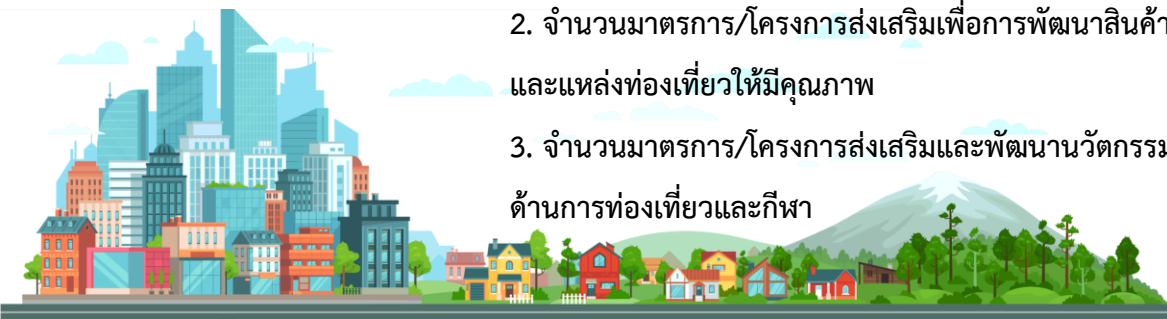 2. จำนวนมาตรการ/โครงการส่งเสริมเพื่อการพัฒนาสินค้า
และแหล่งท่องเที่ยวให้มีคุณภาพ
3. จำนวนมาตรการ/โครงการส่งเสริมและพัฒนานวัตกรรม
ด้านการท่องเที่ยวและกีฬา